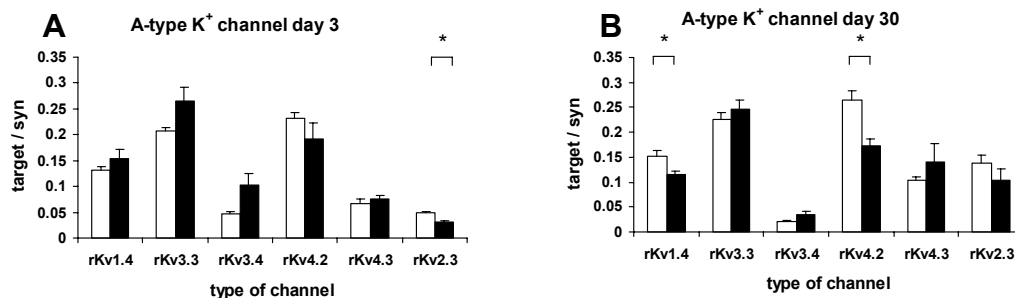 A
A-type K+ channel day 3
*
0.35
0.3
0.25
0.2
0.15
0.1
0.05
0
target / syn
rKv1.4 rKv3.3 rKv3.4 rKv4.2 rKv4.3 rKv2.3
type of channel
B
A-type K+ channel day 30
* *
0.35
0.3
0.25
0.2
0.15
0.1
0.05
0
target / syn
rKv1.4 rKv3.3 rKv3.4 rKv4.2 rKv4.3 rKv2.3
type of channel